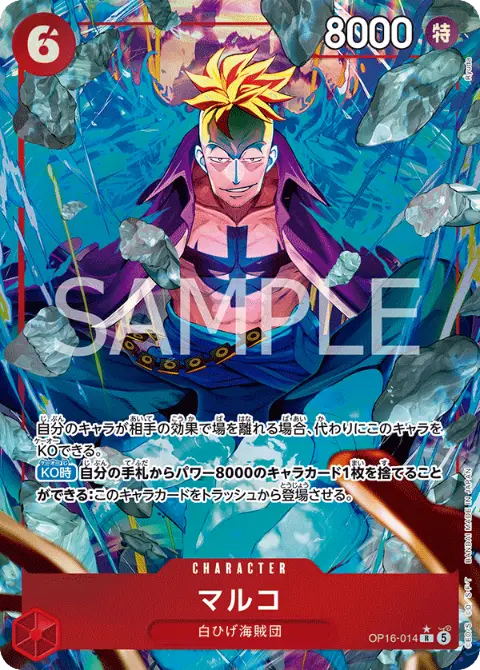 6
8000
特
SAMPLE
自分のキャラが相手の効果で場を離れる場合、代わりにこのキャラを
KOできる。
KO時 自分の手札からパワー8000のキャラカード1枚を捨てること
ができる:このキャラカードをトラッシュから登場させる。
CHARACTER
マルコ
白ひげ海賊団
OP16-014 R 5
BANDAI MADE IN JAPAN